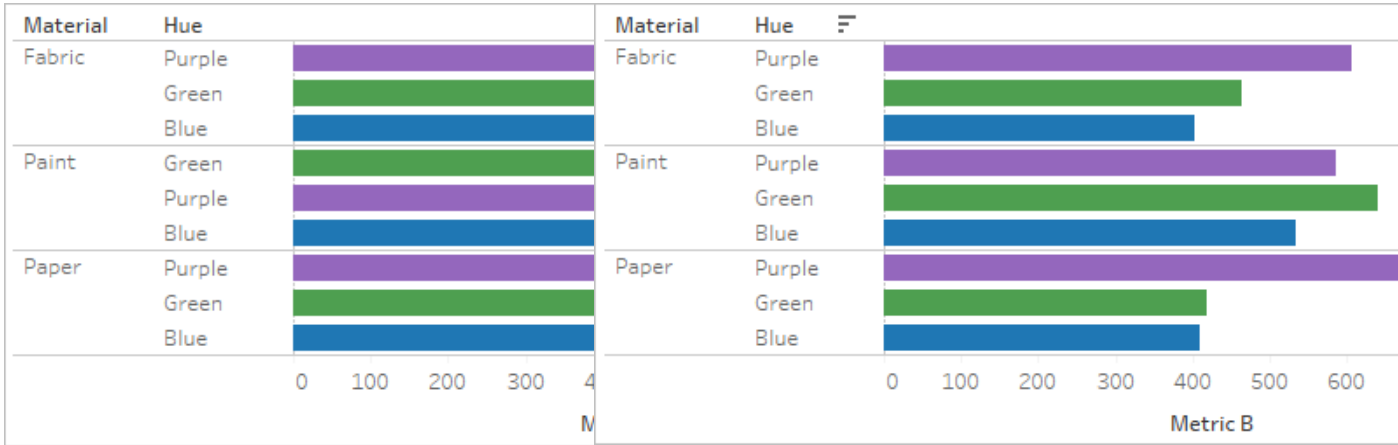 Material Hue
Fabric Purple
Green
Blue
Paint Green
Purple
Blue
Paper Purple
Green
Blue
0 100 200 300
Material Hue
Fabric Purple
Green
Blue
Paint Purple
Green
Blue
Paper Purple
Green
Blue
0 100 200 300 400 500 600
Metric B